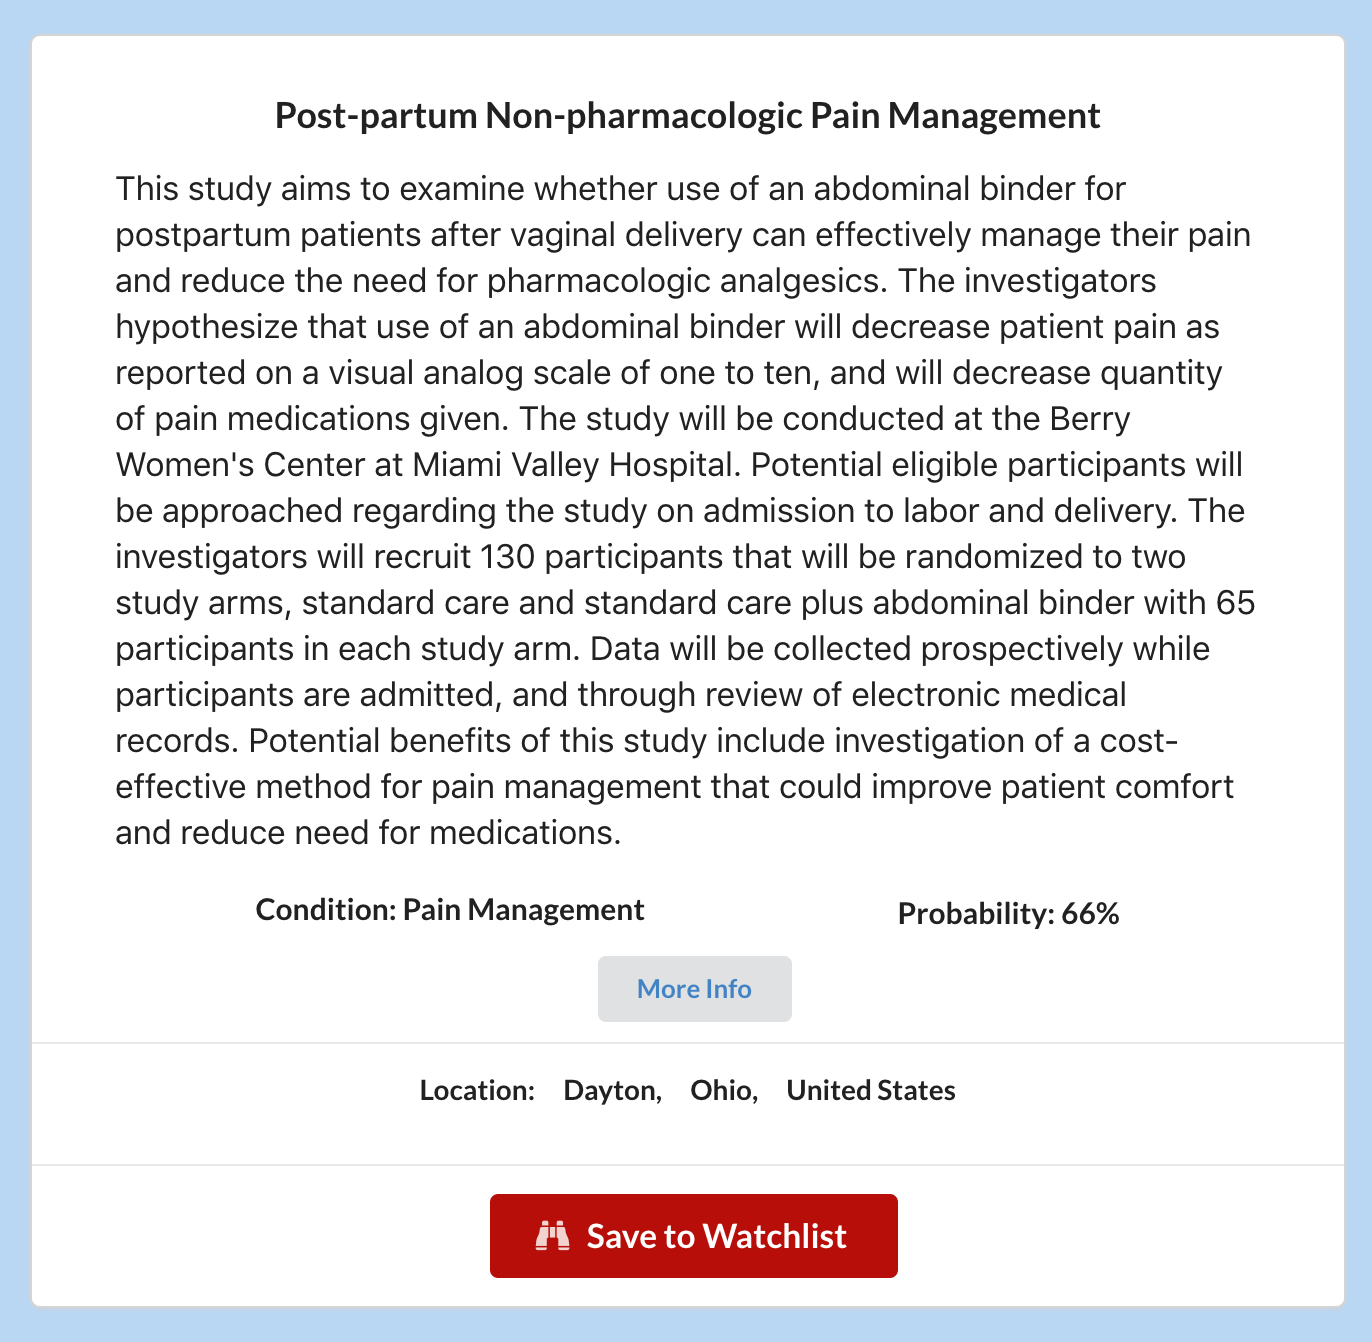 Post-partum Non-pharmacologic Pain Management
This study aims to examine whether use of an abdominal binder for
postpartum patients after vaginal delivery can effectively manage their pain
and reduce the need for pharmacologic analgesics. The investigators
hypothesize that use of an abdominal binder will decrease patient pain as
reported on a visual analog scale of one to ten, and will decrease quantity
of pain medications given. The study will be conducted at the Berry
Women's Center at Miami Valley Hospital. Potential eligible participants will
be approached regarding the study on admission to labor and delivery. The
investigators will recruit 130 participants that will be randomized to two
study arms, standard care and standard care plus abdominal binder with 65
participants in each study arm. Data will be collected prospectively while
participants are admitted, and through review of electronic medical
records. Potential benefits of this study include investigation of a cost-
effective method for pain management that could improve patient comfort
and reduce need for medications.
Condition: Pain Management
Probability: 66%
More Info
Location: Dayton, Ohio, United States
Save to Watchlist